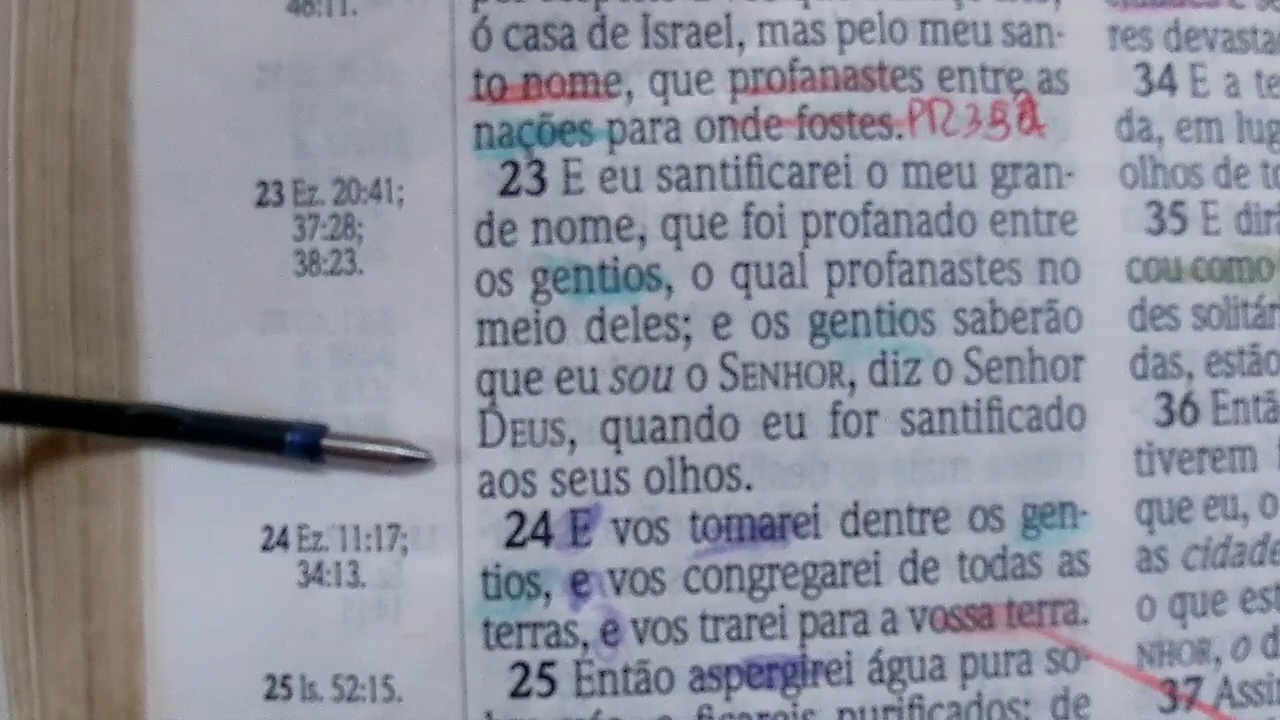 46:11.
23 Ez. 20:41;
37:28;
38:23.
24 Ez. 11:17;
34:13.
25 Is. 52:15.
ó casa de Israel, mas pelo meu san-
to nome, que profanastes entre as
nações para onde fostes. PR 352
23 E eu santificarei o meu gran-
de nome, que foi profanado entre
os gentios, o qual profanastes no
meio deles; e os gentios saberão
que eu sou o SENHOR, diz o Senhor
DEUS, quando eu for santificado
aos seus olhos.
24 E vos tomarei dentre os gen-
tios, e vos congregarei de todas as
terras, e vos trarei para a vossa terra.
25 Então aspergirei água pura so-
ficareis purificados; de
res devasta
34 E a te
da, em lug
olhos de to
35 E dirã
cou como
des solitár
das, estão
36 Entã
tiverem
que eu, o
as cidade
o que est
NHOR, o d
37 Assi